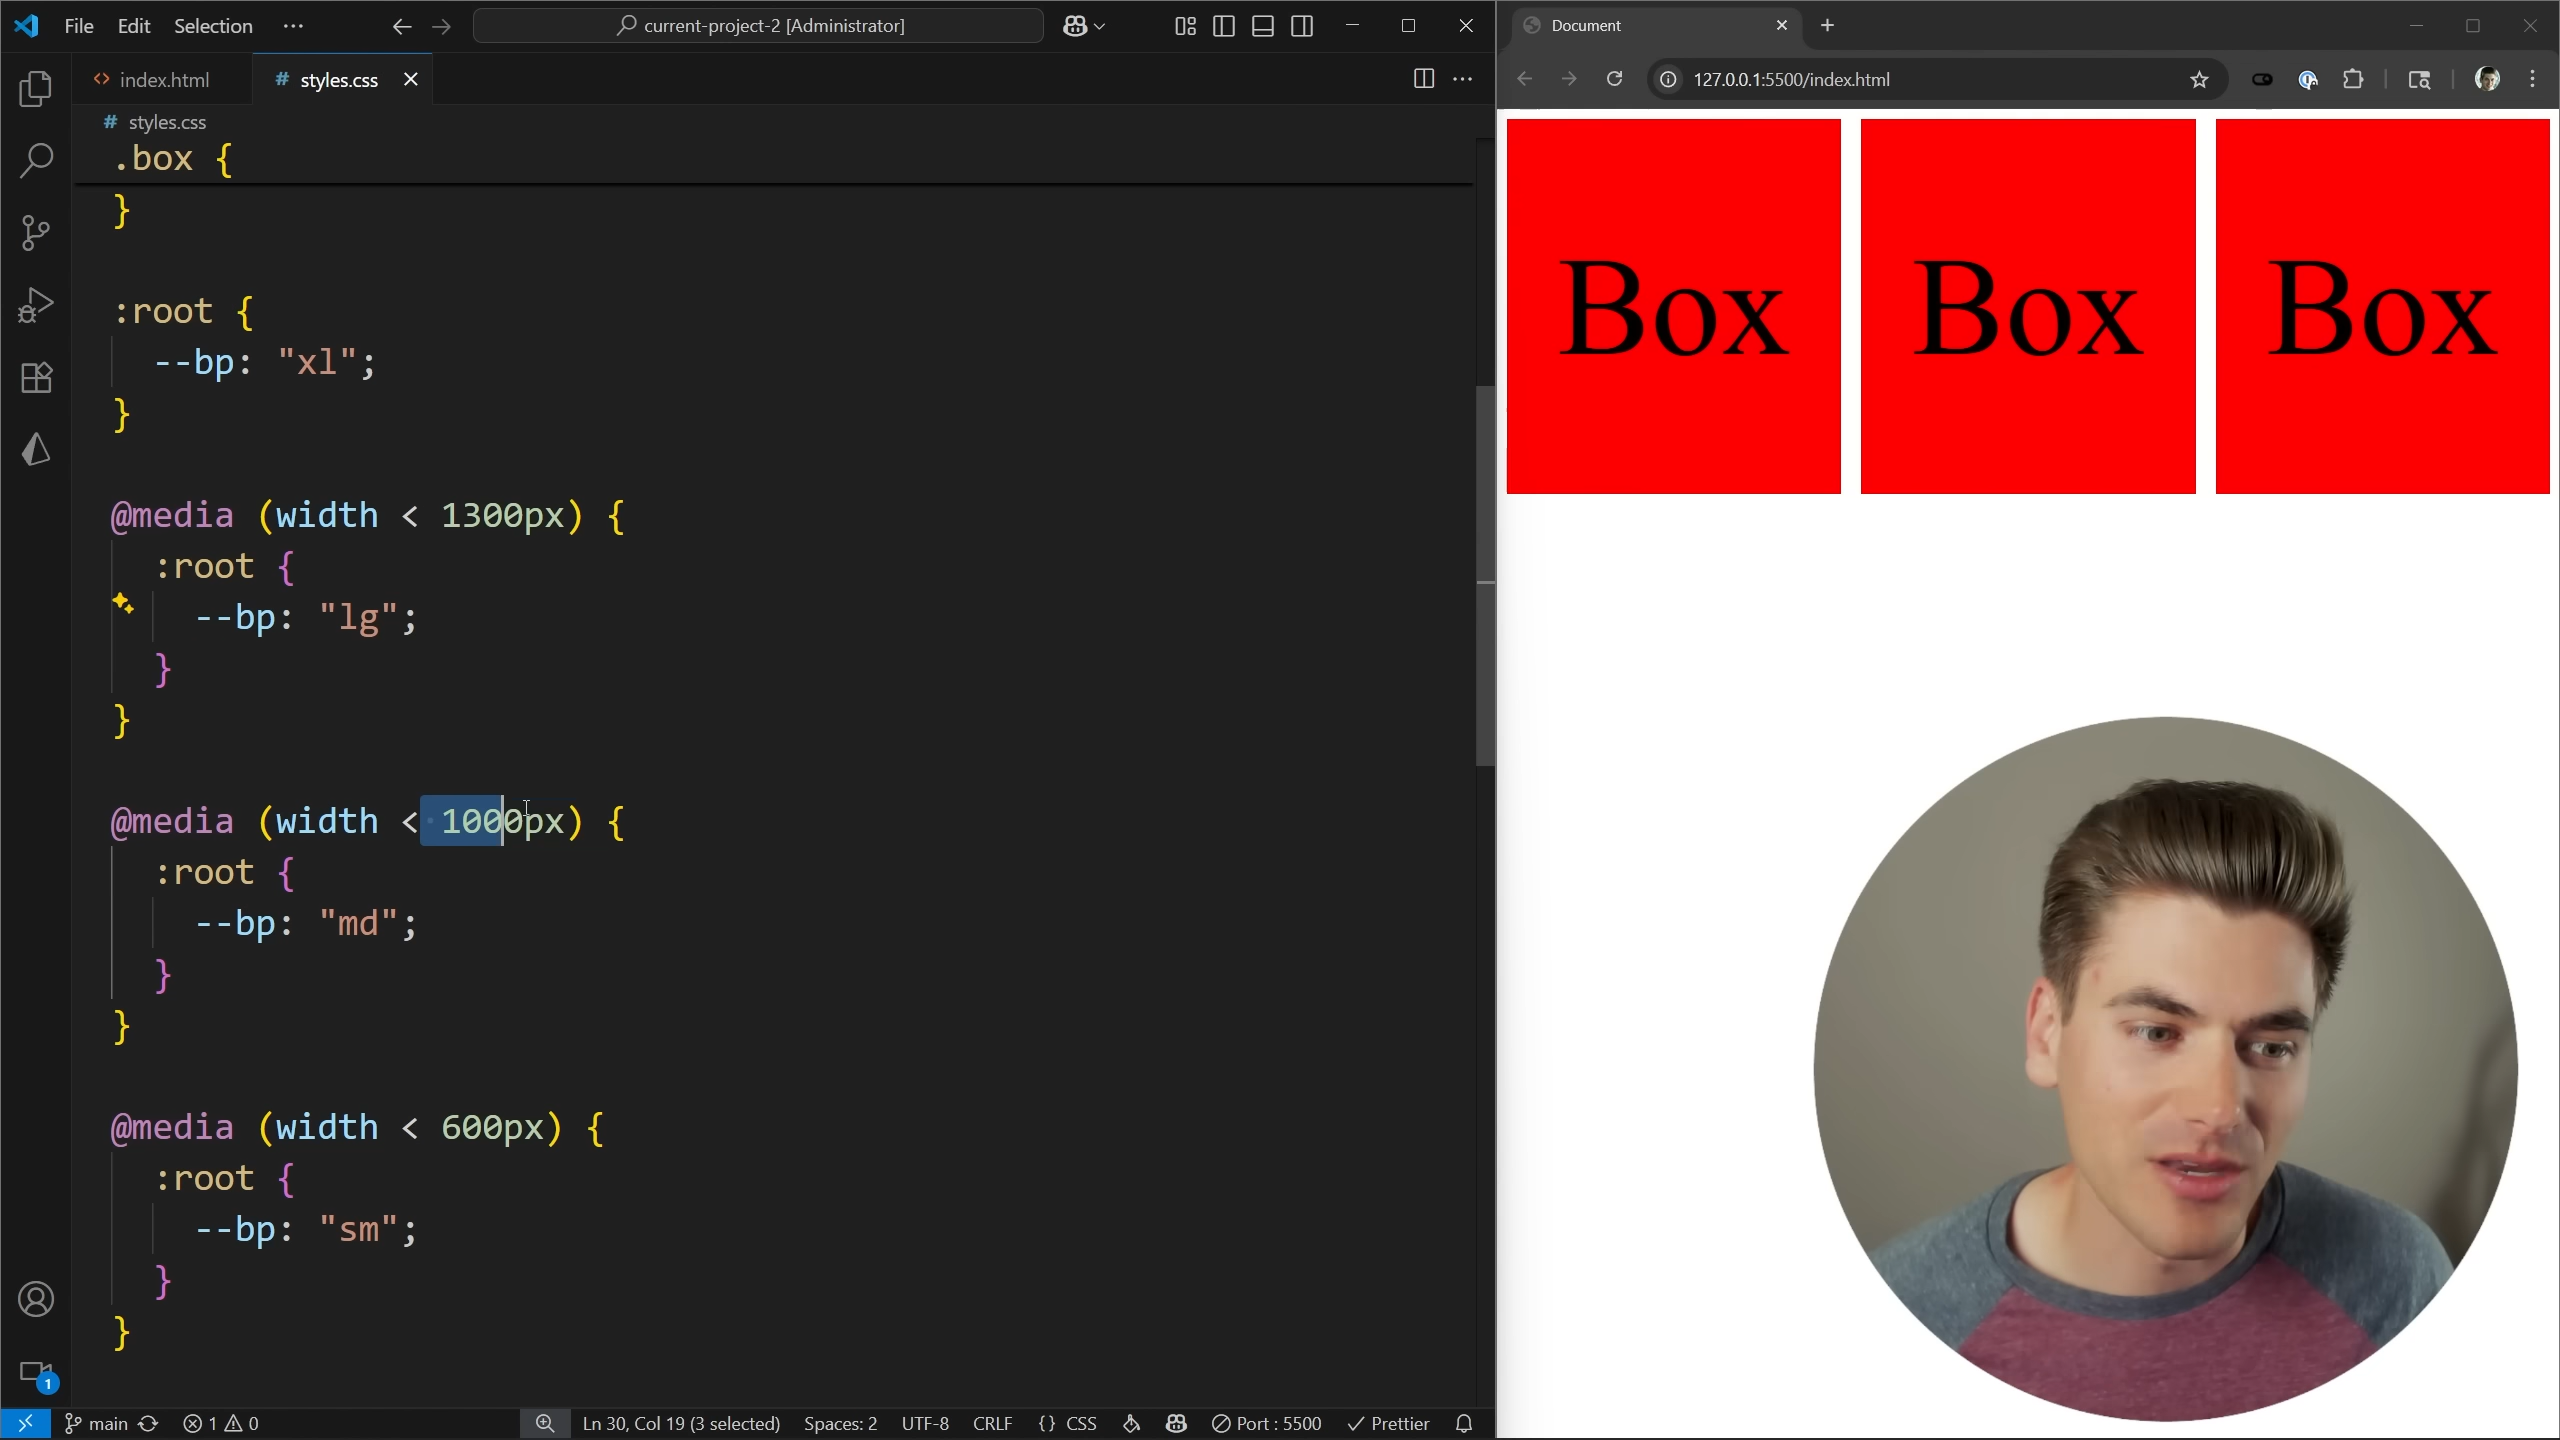 File Edit Selection ···
current-project-2 [Administrator]
index.html
# styles.css
# styles.css
.box {
}
:root {
--bp: "xl";
}
@media (width < 1300px) {
:root {
--bp: "lg";
}
}
@media (width < 1000px) {
:root {
--bp: "md";
}
}
@media (width < 600px) {
:root {
--bp: "sm";
}
}
1
main
1 0
Ln 30, Col 19 (3 selected) Spaces: 2 UTF-8 CRLF {} CSS Port : 5500 Prettier
Document
127.0.0.1:5500/index.html
Box Box Box